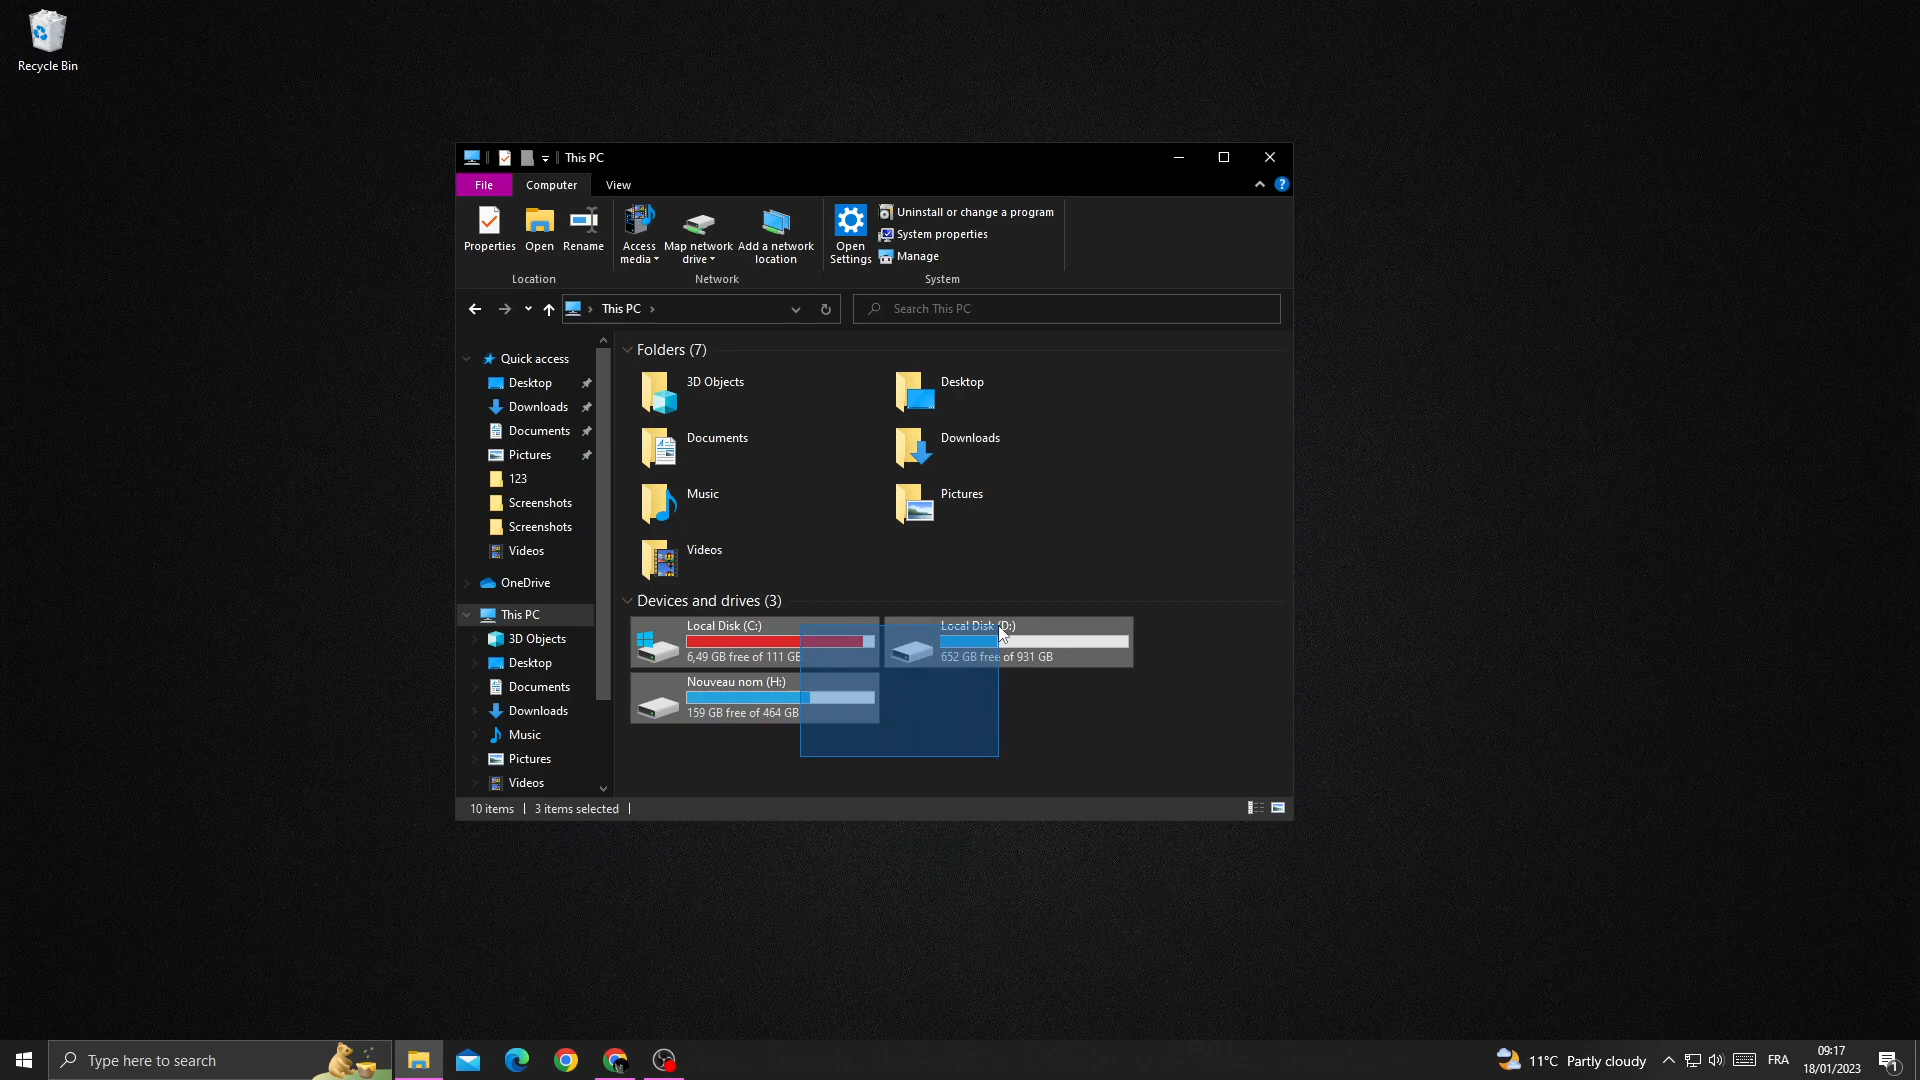 Recycle Bin
This PC
File
Computer
View
Properties
Open
Rename
Access media
Map network drive
Add a network location
Open Settings
Uninstall or change a program
System properties
Manage
Location
Network
System
This PC
Search This PC
Quick access
Desktop
Downloads
Documents
Pictures
123
Screenshots
Screenshots
Videos
OneDrive
This PC
3D Objects
Desktop
Documents
Downloads
Music
Pictures
Videos
Folders (7)
3D Objects
Desktop
Documents
Downloads
Music
Pictures
Videos
Devices and drives (3)
Local Disk (C:)
6,49 GB free of 111 GB
Local Disk (D:)
652 GB free of 931 GB
Nouveau nom (H:)
159 GB free of 464 GB
10 items
3 items selected
Type here to search
11°C Partly cloudy
FRA
09:17
18/01/2023
1